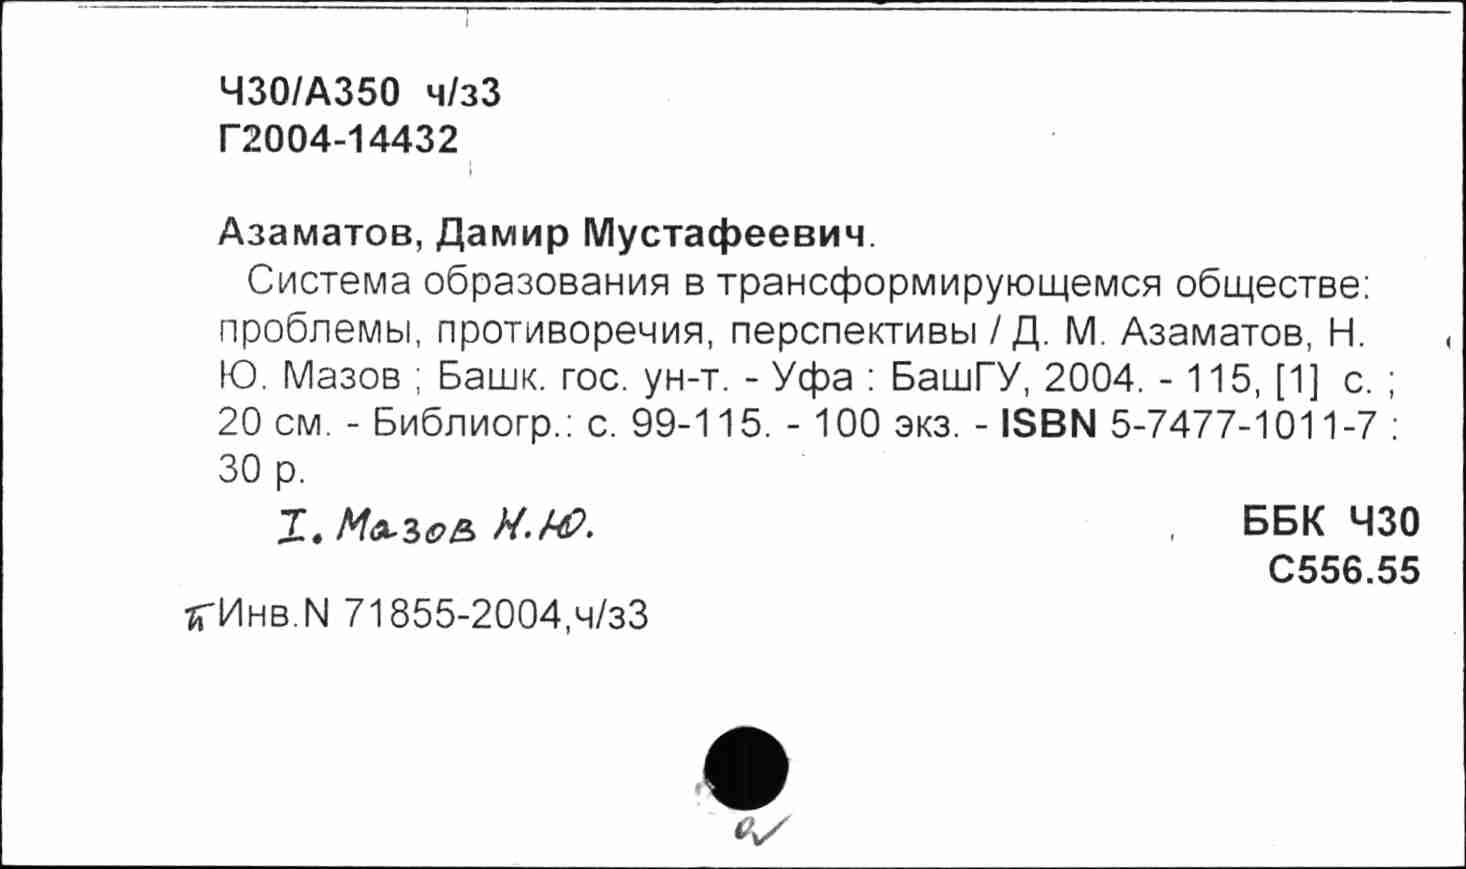 Ч30/А350 ч/з3
Г2004-14432
Азаматов, Дамир Мустафеевич.
Система образования в трансформирующемся обществе:
проблемы, противоречия, перспективы / Д. М. Азаматов, Н.
Ю. Мазов ; Башк. гос. ун-т. - Уфа : БашГУ, 2004. - 115, [1] с. ;
20 см. - Библиогр.: с. 99-115. - 100 экз. - ISBN 5-7477-1011-7 :
30 р.
I. Мазов Н.Ю.
ББК Ч30
С556.55
Инв.N 71855-2004,ч/з3